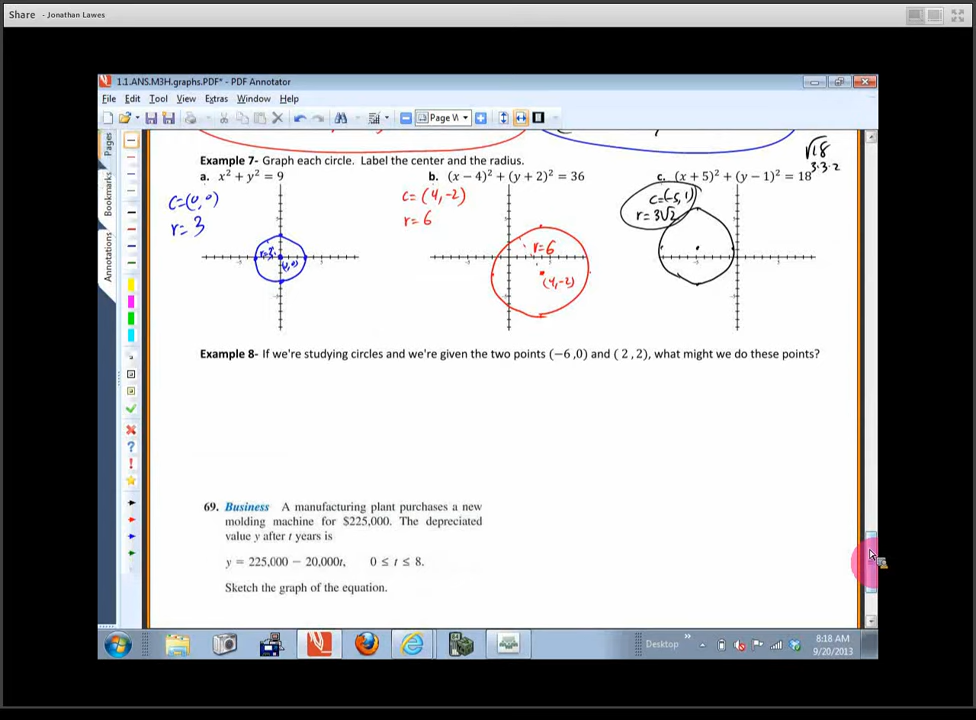 Share - Jonathan Lawes
1.1.ANS.M3H.graphs.PDF* - PDF Annotator
File Edit Tool View Extras Window Help
Page W
Pages
Bookmarks
Annotations
√18
3·3·2
Example 7- Graph each circle. Label the center and the radius.
a. x² + y² = 9
b. (x − 4)² + (y + 2)² = 36
c. (x + 5)² + (y − 1)² = 18
c=(0,0)
r=3
c=(4,-2)
r=6
c=(-5,1)
r=3√2
r=3
(0,0)
r=6
(4,-2)
Example 8- If we're studying circles and we're given the two points (−6 ,0) and ( 2 , 2), what might we do these points?
69. Business A manufacturing plant purchases a new
molding machine for $225,000. The depreciated
value y after t years is
y = 225,000 − 20,000t, 0 ≤ t ≤ 8.
Sketch the graph of the equation.
Desktop
8:18 AM
9/20/2013